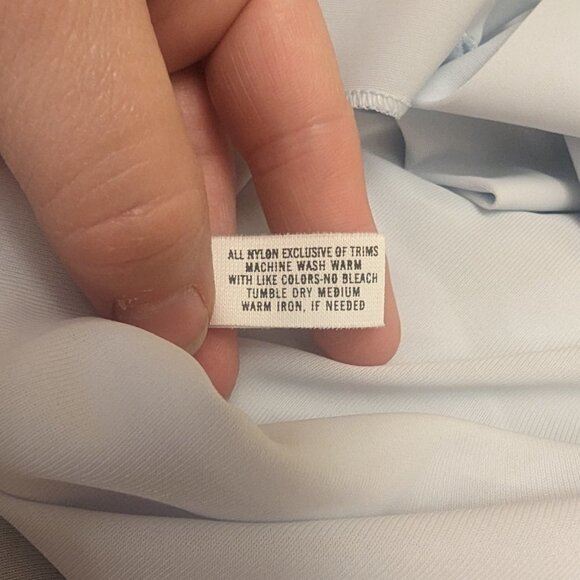 ALL NYLON EXCLUSIVE OF TRIMS
MACHINE WASH WARM
WITH LIKE COLORS-NO BLEACH
TUMBLE DRY MEDIUM
WARM IRON, IF NEEDED